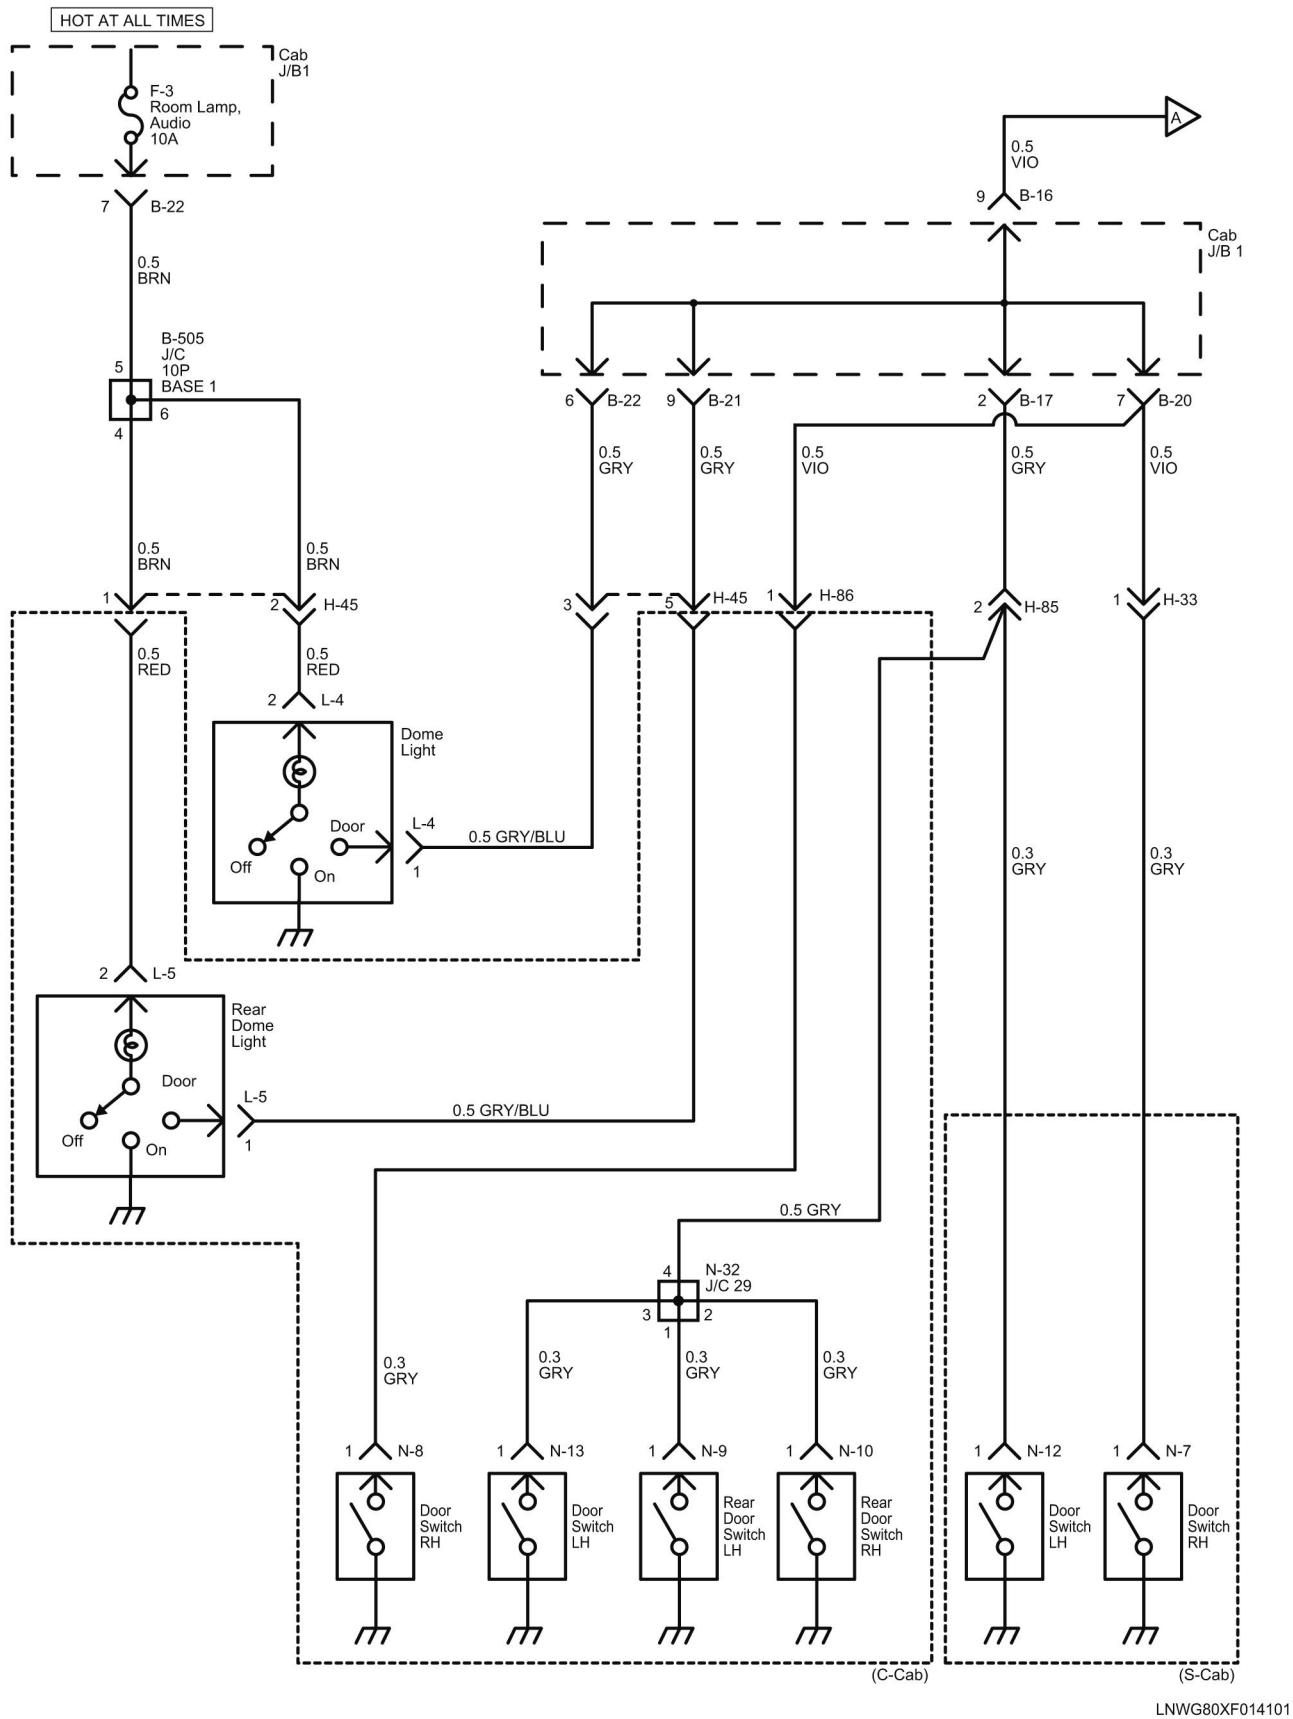 HOT AT ALL TIMES
Cab
J/B1
F-3
Room Lamp,
Audio
10A
7 B-22
0.5
BRN
B-505
J/C
10P
BASE 1
5
6
4
0.5
BRN
0.5
BRN
1
2 H-45
0.5
RED
0.5
RED
2 L-4
Dome
Light
Door
Off
On
L-4
1
0.5 GRY/BLU
2 L-5
Rear
Dome
Light
Door
Off
On
L-5
1
0.5 GRY/BLU
A
0.5
VIO
9 B-16
Cab
J/B 1
6 B-22
9 B-21
2 B-17
7 B-20
0.5
GRY
0.5
GRY
0.5
VIO
0.5
GRY
0.5
VIO
3
5 H-45
1 H-86
2 H-85
1 H-33
0.3
GRY
0.3
GRY
0.5 GRY
4
N-32
J/C 29
3
2
1
0.3
GRY
0.3
GRY
0.3
GRY
0.3
GRY
1 N-8
1 N-13
1 N-9
1 N-10
1 N-12
1 N-7
Door
Switch
RH
Door
Switch
LH
Rear
Door
Switch
LH
Rear
Door
Switch
RH
Door
Switch
LH
Door
Switch
RH
(C-Cab)
(S-Cab)
LNWG80XF014101